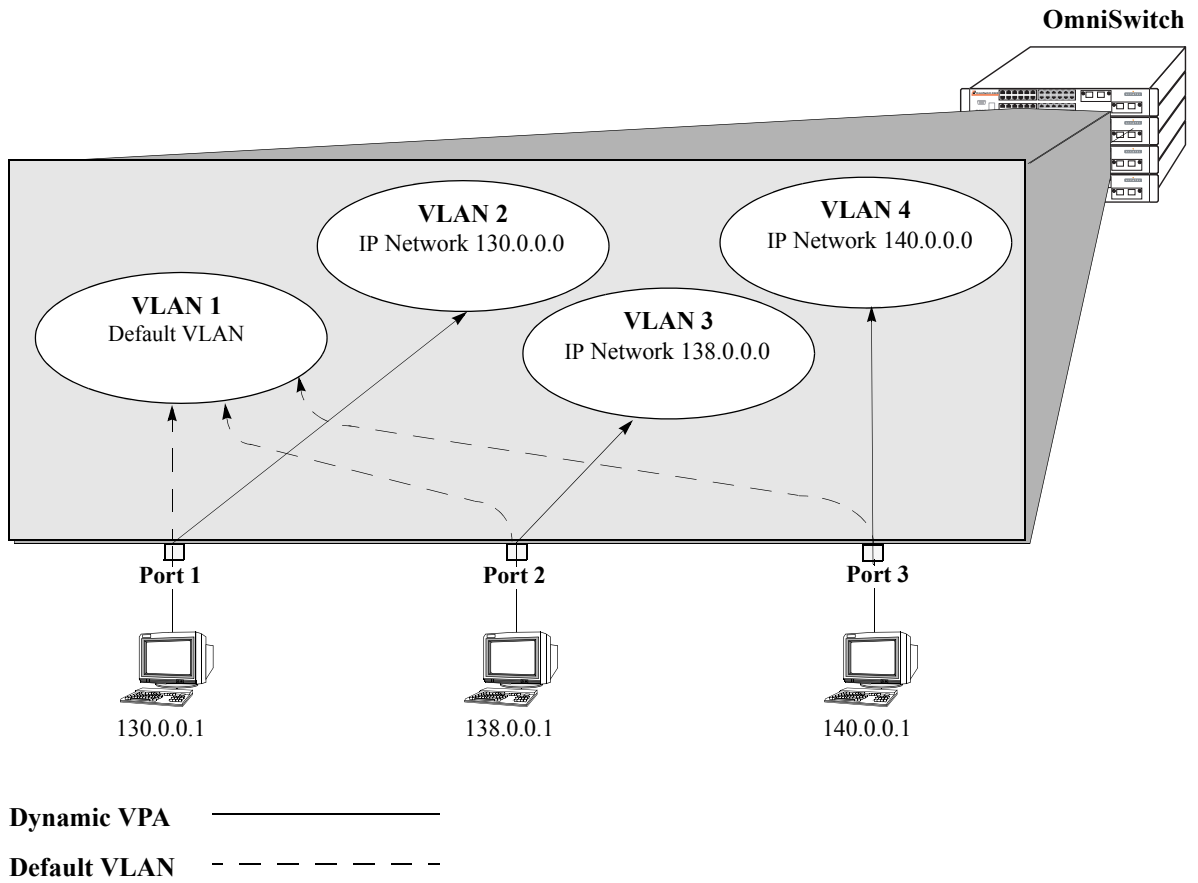 OmniSwitch
VLAN 2
IP Network 130.0.0.0
VLAN 4
IP Network 140.0.0.0
VLAN 1
Default VLAN
VLAN 3
IP Network 138.0.0.0
Port 1
Port 2
Port 3
130.0.0.1
138.0.0.1
140.0.0.1
Dynamic VPA
Default VLAN